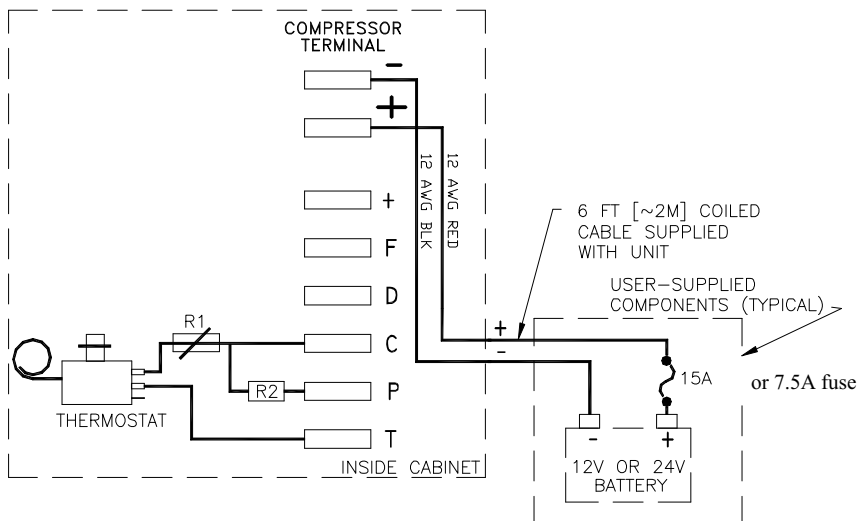 COMPRESSOR
TERMINAL
-
+
12 AWG BLK
12 AWG RED
+
F
D
C
P
T
R1
R2
THERMOSTAT
INSIDE CABINET
6 FT [~2M] COILED
CABLE SUPPLIED
WITH UNIT
USER-SUPPLIED
COMPONENTS (TYPICAL)
+
-
15A
or 7.5A fuse
- +
12V OR 24V
BATTERY